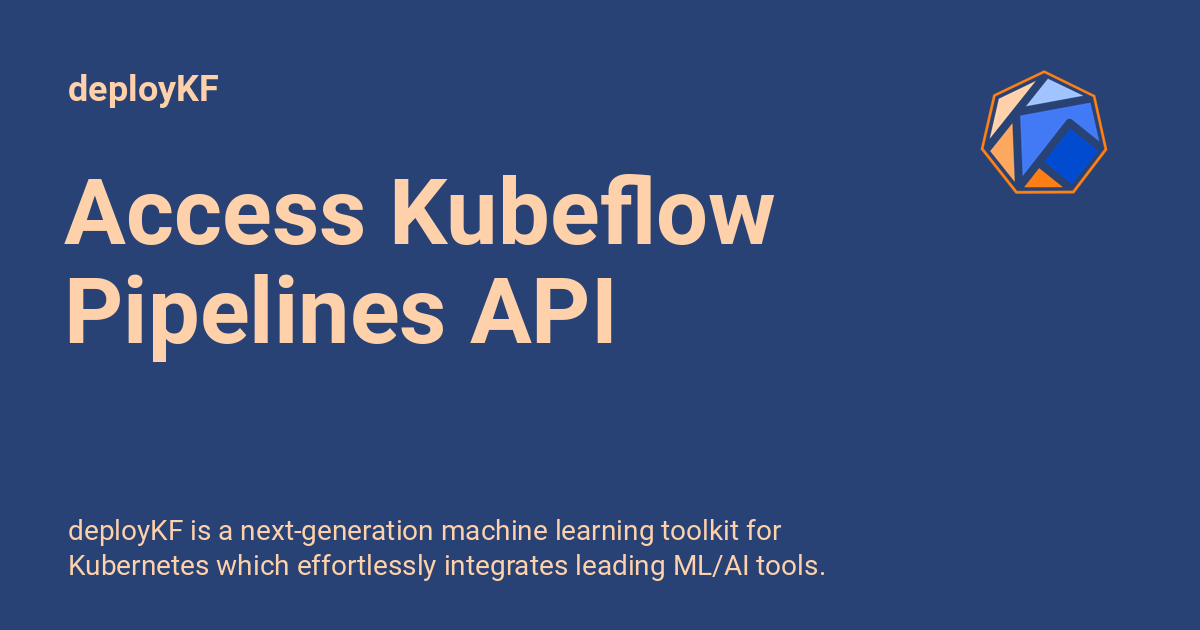 deployKF
Access Kubeflow
Pipelines API
deployKF is a next-generation machine learning toolkit for
Kubernetes which effortlessly integrates leading ML/AI tools.